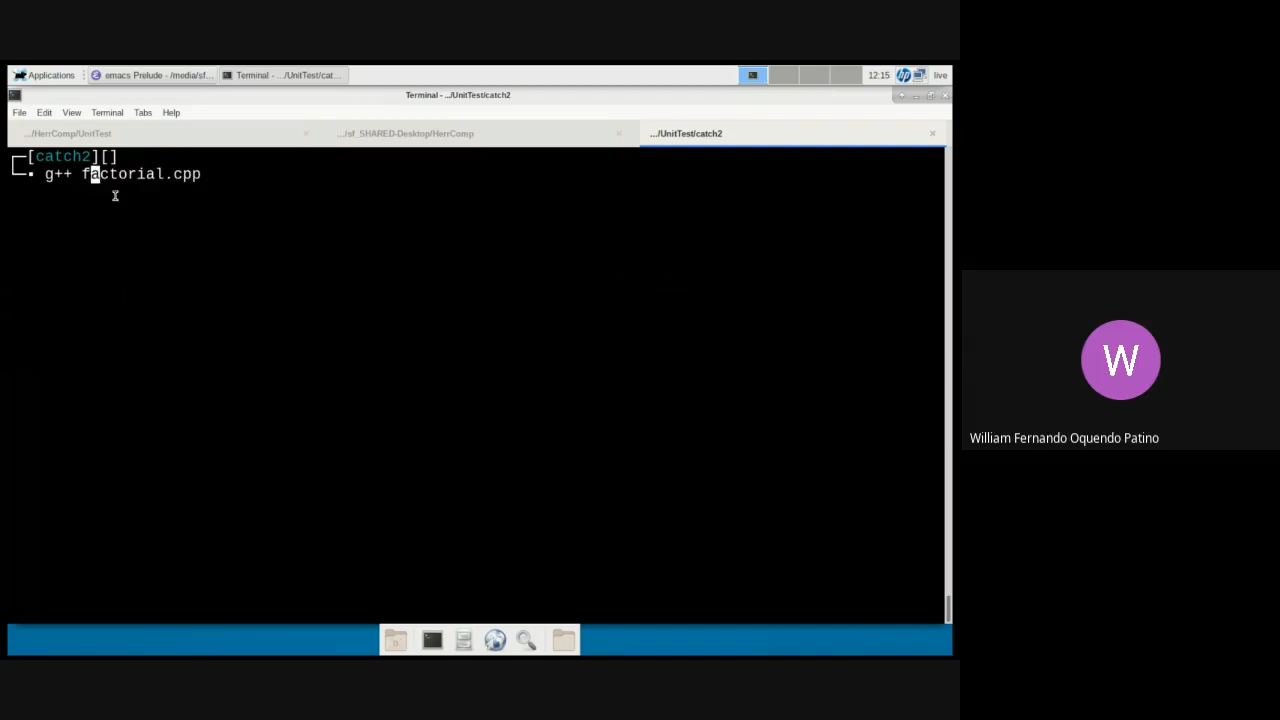 Applications
emacs Prelude - /media/sf...
Terminal - .../UnitTest/cat...
12:15
hp
live
Terminal - .../UnitTest/catch2
File Edit View Terminal Tabs Help
.../HerrComp/UnitTest
.../sf_SHARED-Desktop/HerrComp
.../UnitTest/catch2
[catch2][]
g++ factorial.cpp
W
William Fernando Oquendo Patino